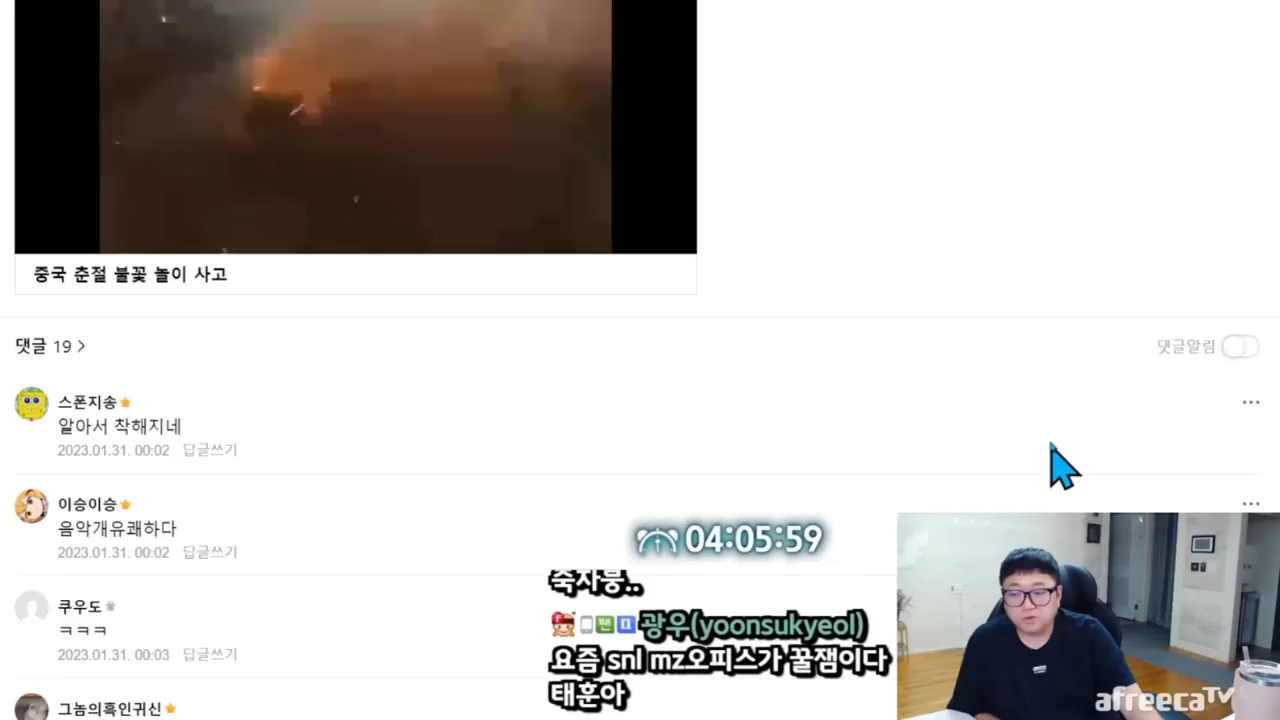 중국 춘절 불꽃 놀이 사고
댓글 19 >
댓글알림
스폰지송
알아서 착해지네
2023.01.31. 00:02 답글쓰기
이승이승
음악개유쾌하다
2023.01.31. 00:02 답글쓰기
쿠우도
ㅋㅋㅋ
2023.01.31. 00:03 답글쓰기
그놈의흑인귀신
04:05:59
죽자룽..
광우(yoonsukyeol)
요즘 snl mz오피스가 꿀잼이다
태훈아
afreecaTV